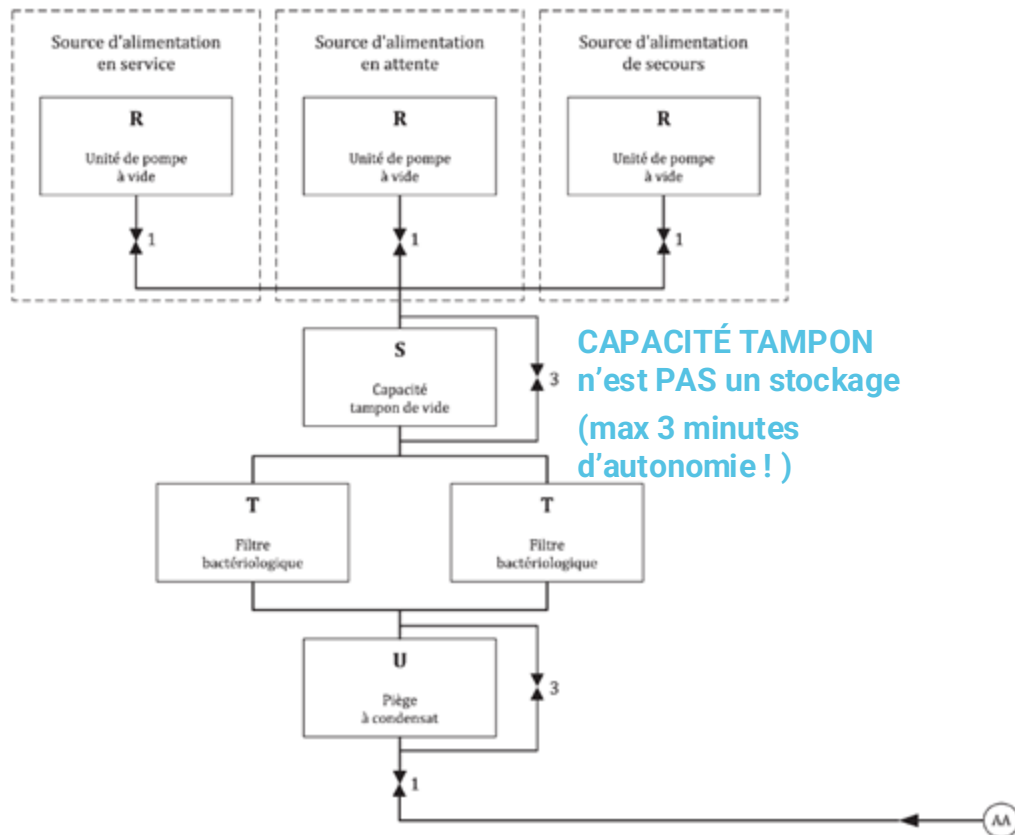 Source d'alimentation
en service
Source d'alimentation
en attente
Source d'alimentation
de secours
R
Unité de pompe
à vide
R
Unité de pompe
à vide
R
Unité de pompe
à vide
1
1
1
S
Capacité
tampon de vide
3
CAPACITÉ TAMPON
n’est PAS un stockage
(max 3 minutes
d’autonomie ! )
T
Filtre
bactériologique
T
Filtre
bactériologique
U
Piège
à condensat
3
1
AA